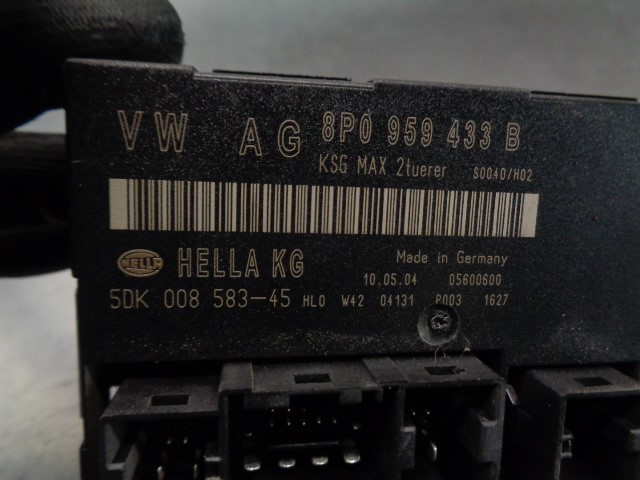 VW AG 8P0 959 433 B
KSG MAX 2tuerer S0040/H02
HELLA HELLA KG Made in Germany
10.05.04 05600600
5DK 008 583-45 HL0 W42 04131 P003 1627